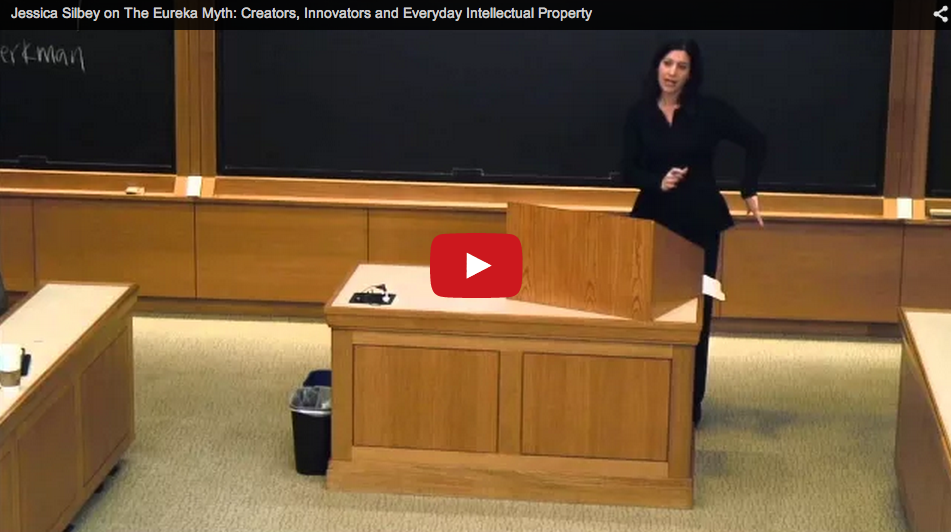 Jessica Silbey on The Eureka Myth: Creators, Innovators and Everyday Intellectual Property
erkman